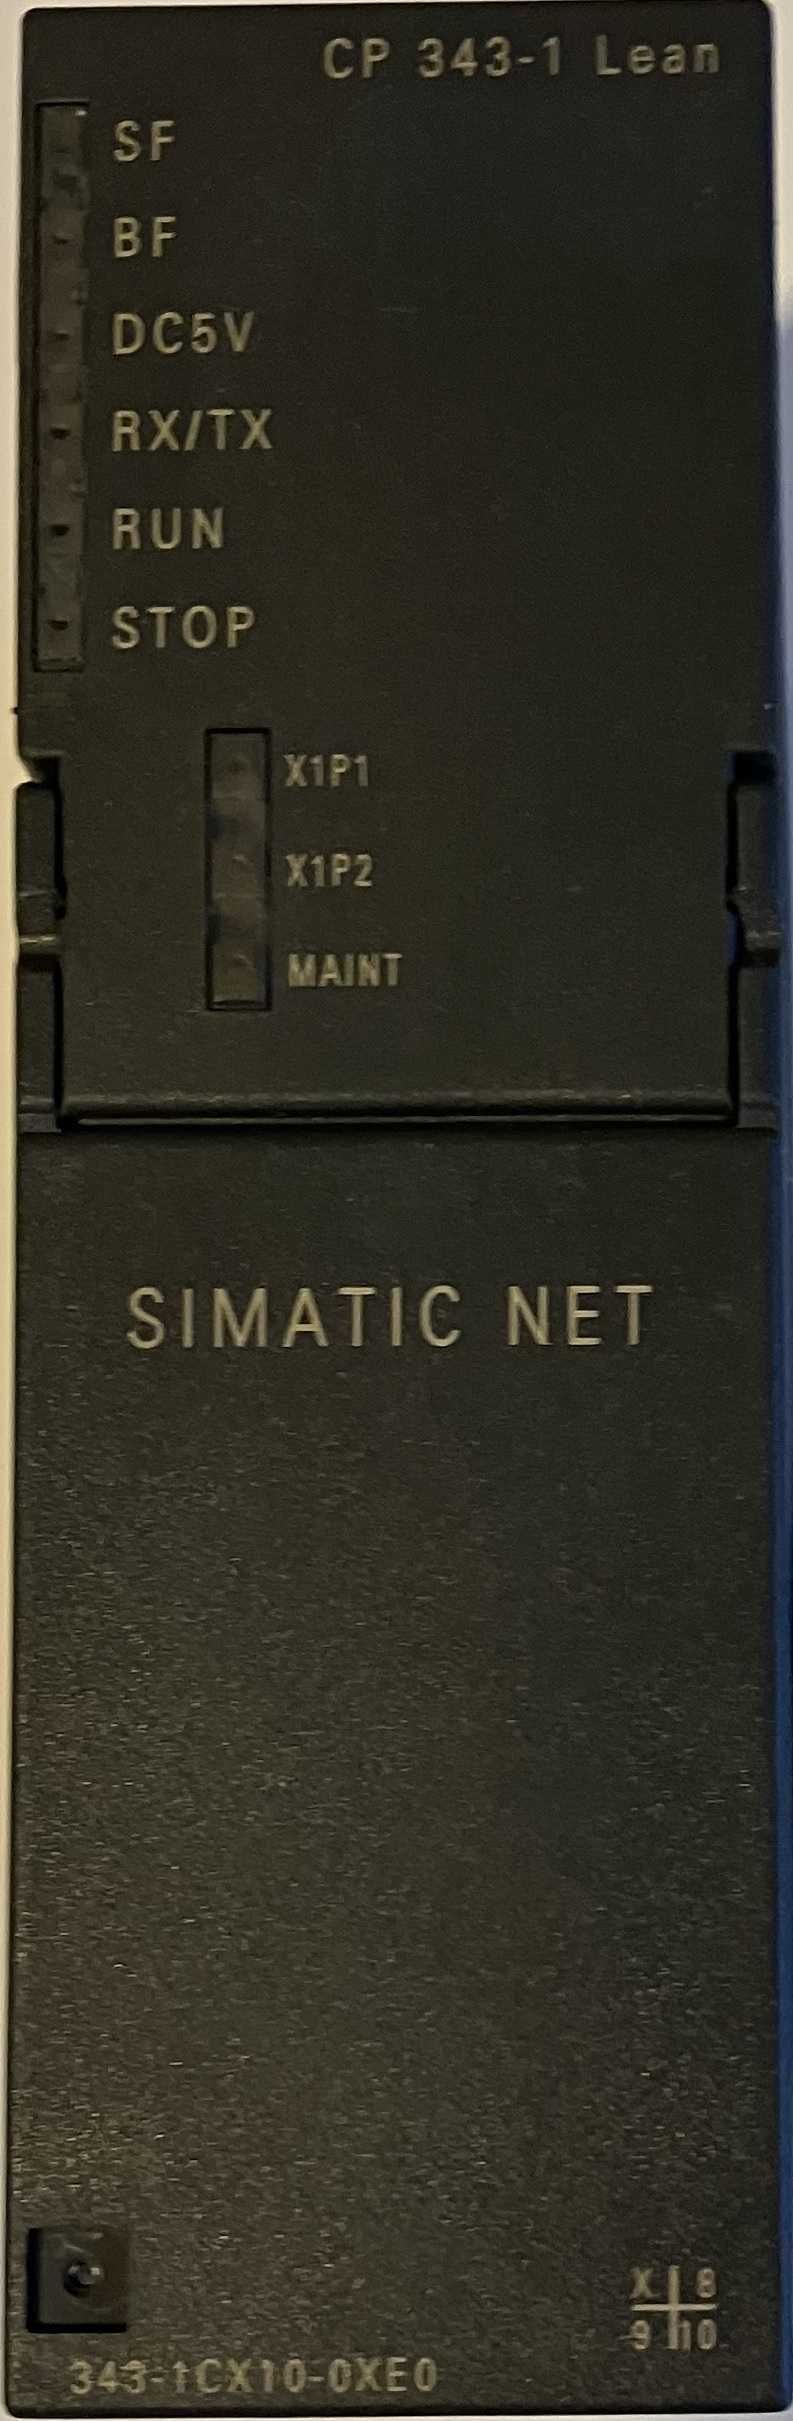 CP 343-1 Lean
SF
BF
DC5V
RX/TX
RUN
STOP
X1P1
X1P2
MAINT
SIMATIC NET
X 8
9 10
343-1CX10-0XE0